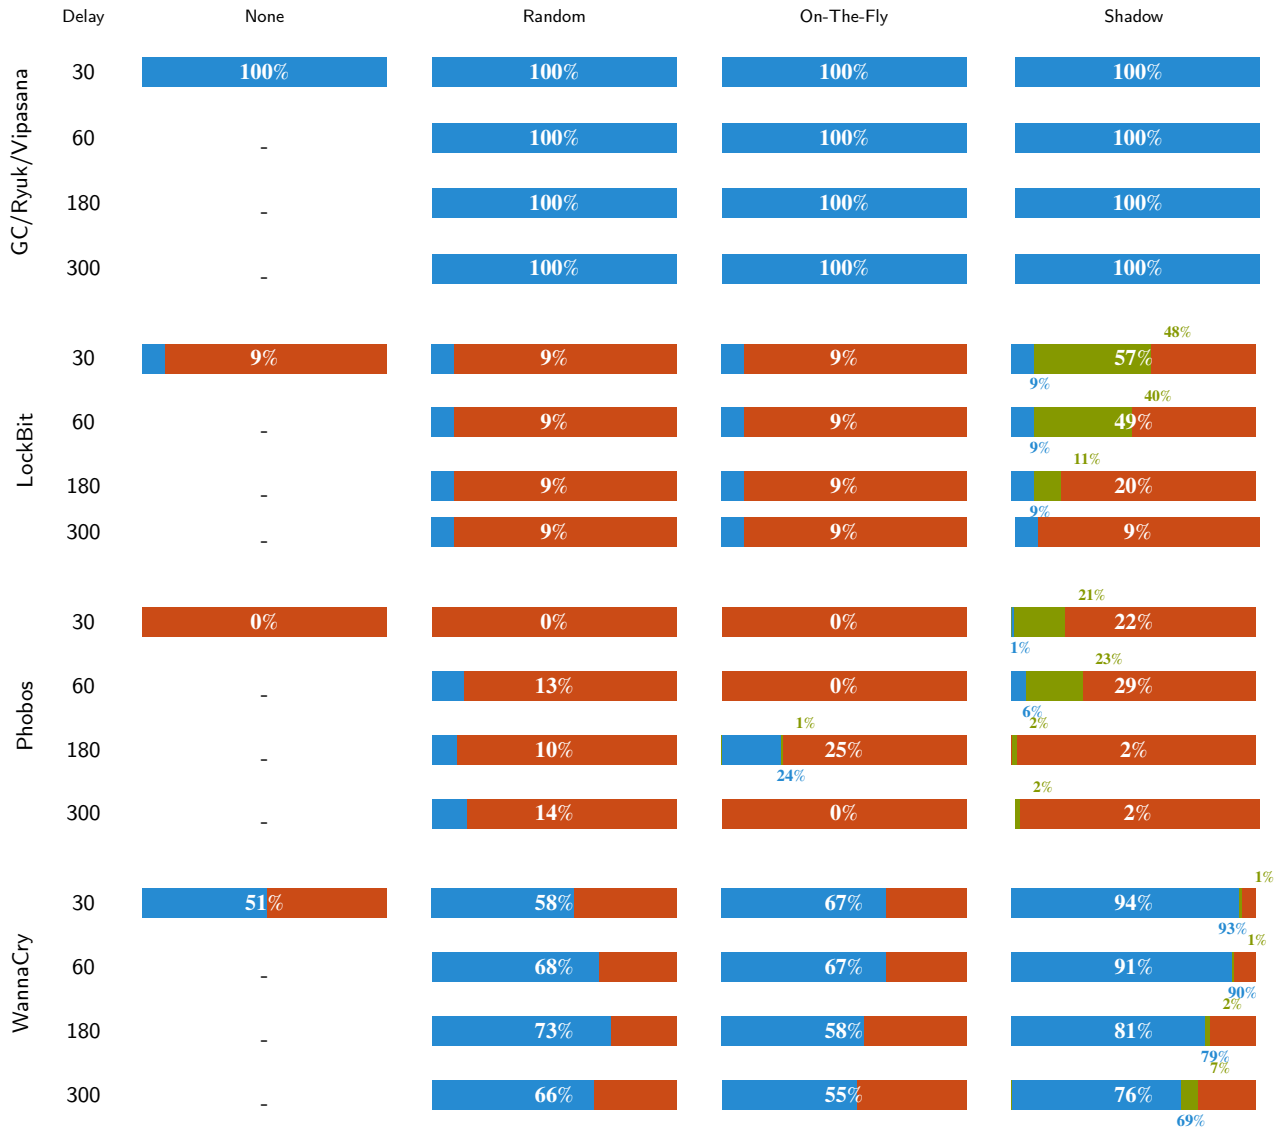 Delay None Random On-The-Fly Shadow
GC/Ryuk/Vipasana
30 100% 100% 100% 100%
60 - 100% 100% 100%
180 - 100% 100% 100%
300 - 100% 100% 100%
LockBit
48%
30 9% 9% 9% 57%
9%
40%
60 - 9% 9% 49%
9%
11%
180 - 9% 9% 20%
9%
300 - 9% 9% 9%
Phobos
21%
30 0% 0% 0% 22%
1%
23%
60 - 13% 0% 29%
6%
1% 2%
180 - 10% 25% 2%
24%
2%
300 - 14% 0% 2%
WannaCry
1%
30 51% 58% 67% 94%
93%
1%
60 - 68% 67% 91%
90%
2%
180 - 73% 58% 81%
79%
7%
300 - 66% 55% 76%
69%